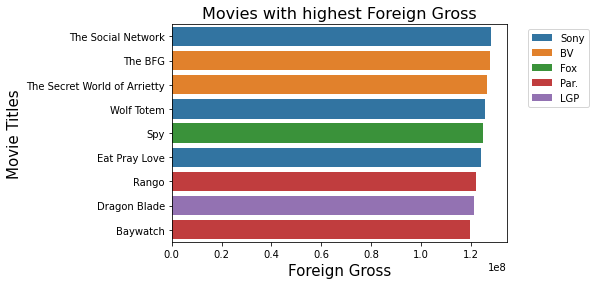 Movies with highest Foreign Gross
Movie Titles
The Social Network
The BFG
The Secret World of Arrietty
Wolf Totem
Spy
Eat Pray Love
Rango
Dragon Blade
Baywatch
0.0 0.2 0.4 0.6 0.8 1.0 1.2
1e8
Foreign Gross
Sony
BV
Fox
Par.
LGP